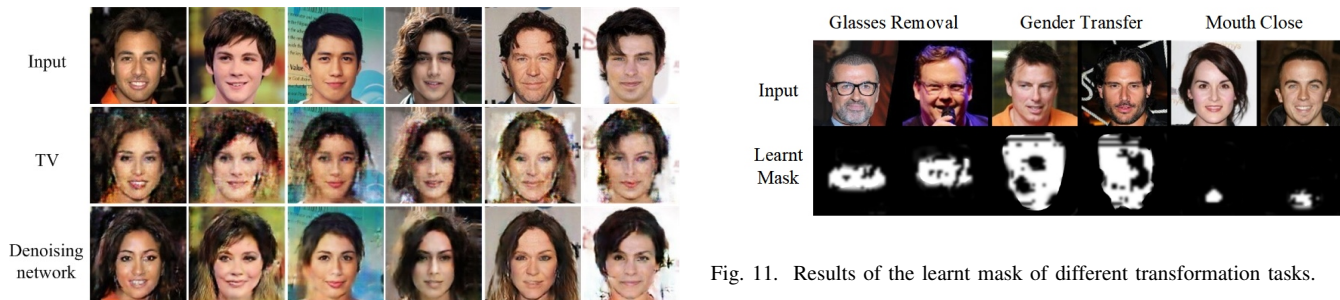 Input
TV
Denoising
network
Glasses Removal Gender Transfer Mouth Close
Input
Learnt
Mask
Fig. 11. Results of the learnt mask of different transformation tasks.